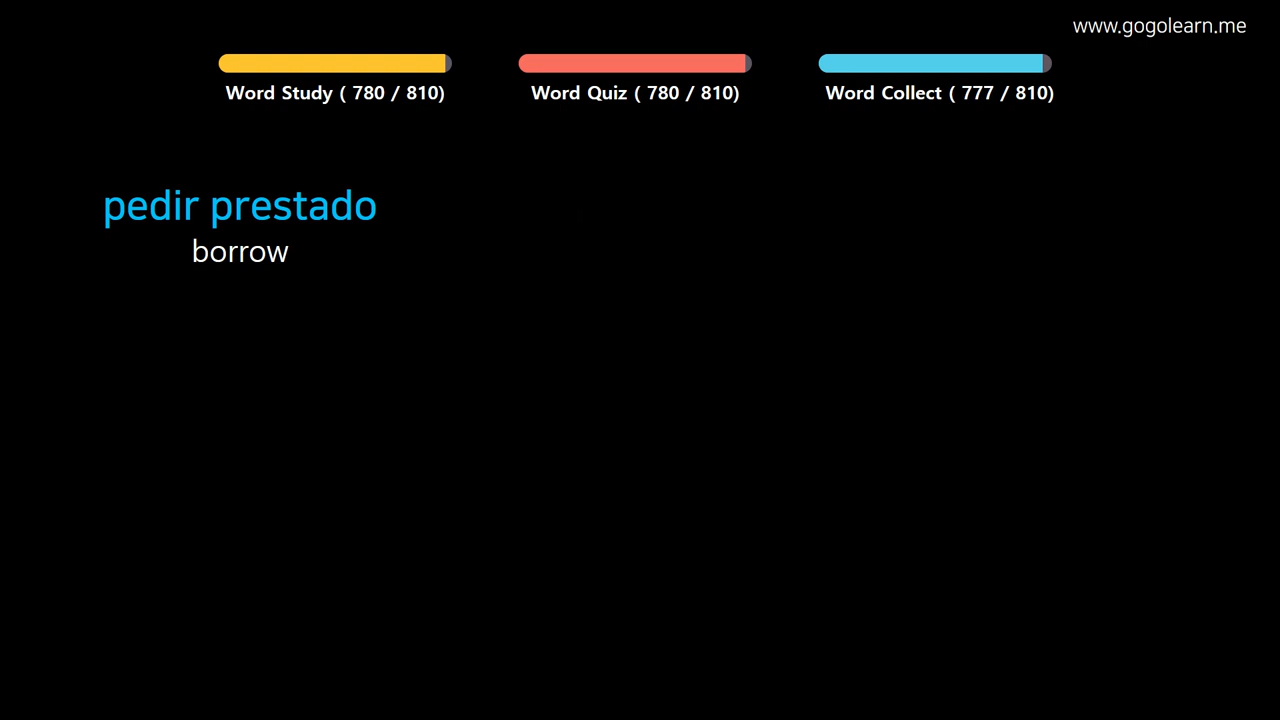 www.gogolearn.me
Word Study ( 780 / 810)
Word Quiz ( 780 / 810)
Word Collect ( 777 / 810)
pedir prestado
borrow